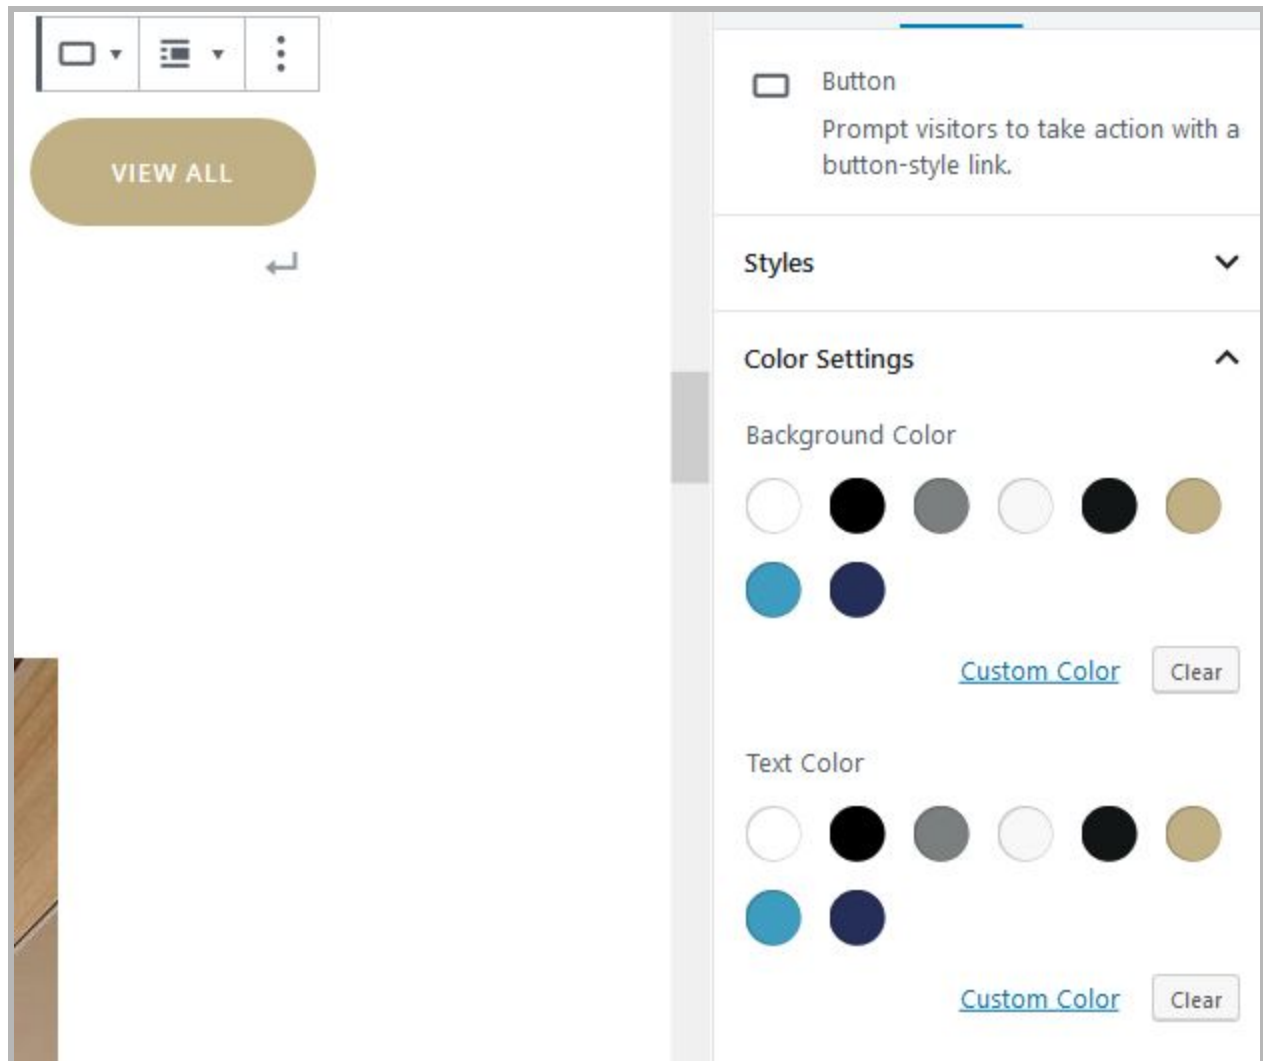 VIEW ALL
Button
Prompt visitors to take action with a
button-style link.
Styles
Color Settings
Background Color
Custom Color
Clear
Text Color
Custom Color
Clear